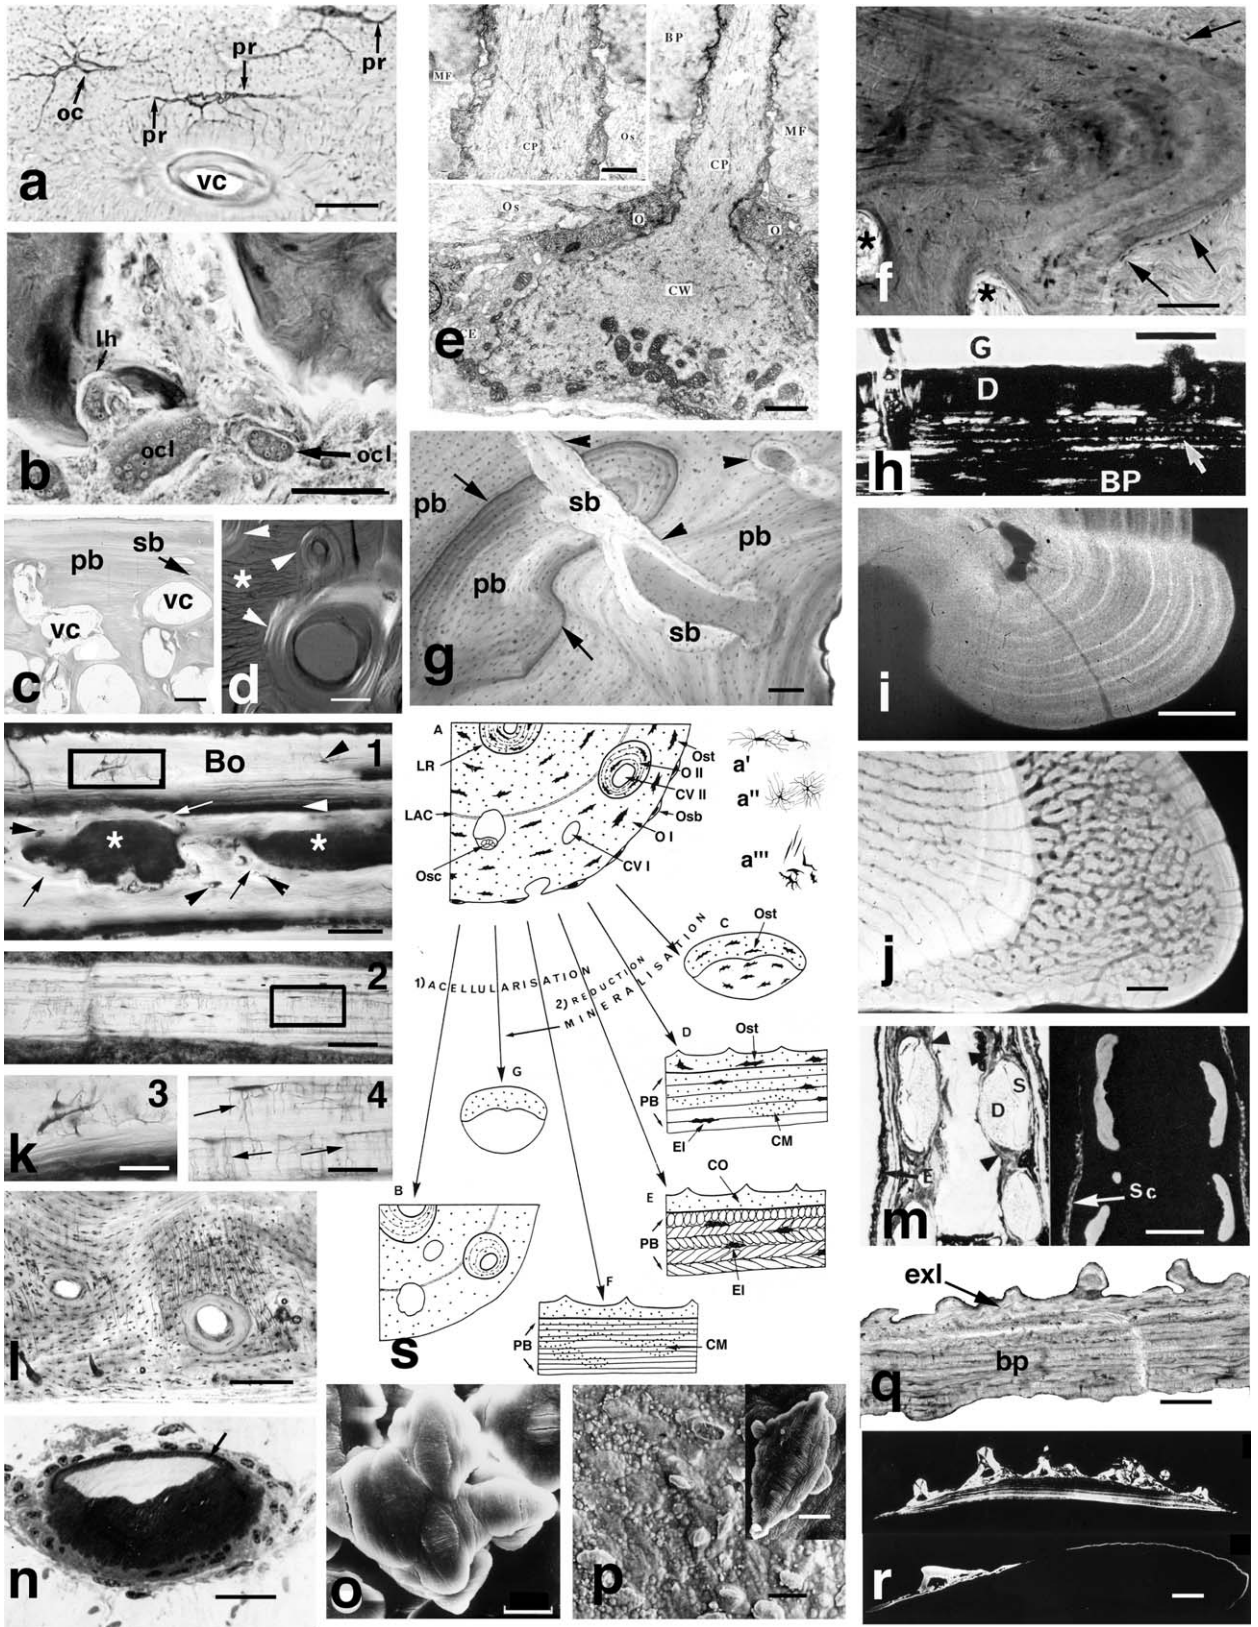 pr
pr
oc
pr
vc
a
lh
ocl
ocl
b
pb
sb
vc
vc
c
*
d
BP
MF
MF
CP
Os
CP
Os
O
O
CW
e
*
*
f
G
D
BP
h
pb
sb
pb
pb
sb
g
i
j
1
Bo
*
*
2
3
4
k
A
LR
LAC
Osc
Ost
O II
CV II
Osb
O I
CV I
a'
a''
a'''
1) ACELLULARISATION
2) REDUCTION
MINERALISATION
C
Ost
D
Ost
PB
El
CM
G
B
E
CO
PB
El
F
PB
CM
s
S
D
E
Sc
m
l
exl
bp
q
n
o
p
r